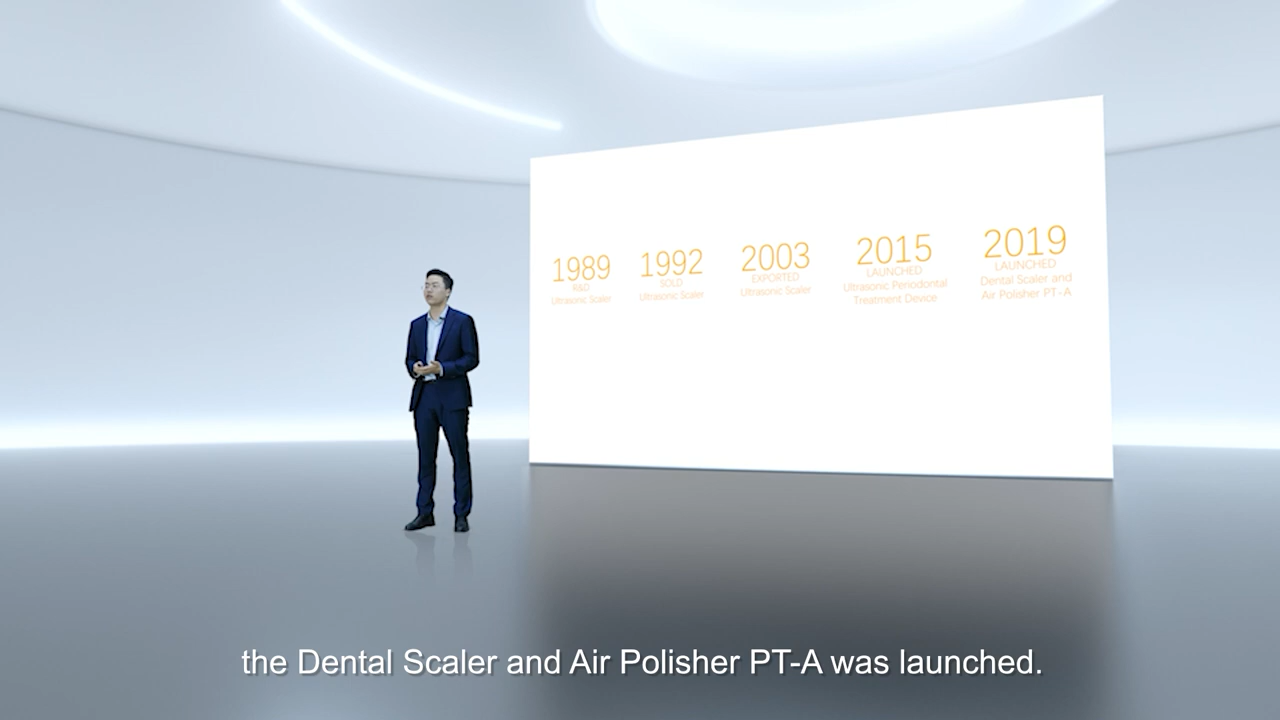 1989
R&D
Ultrasonic Scaler
1992
SOLD
Ultrasonic Scaler
2003
EXPORTED
Ultrasonic Scaler
2015
LAUNCHED
Ultrasonic Periodontal
Treatment Device
2019
LAUNCHED
Dental Scaler and
Air Polisher PT-A
the Dental Scaler and Air Polisher PT-A was launched.